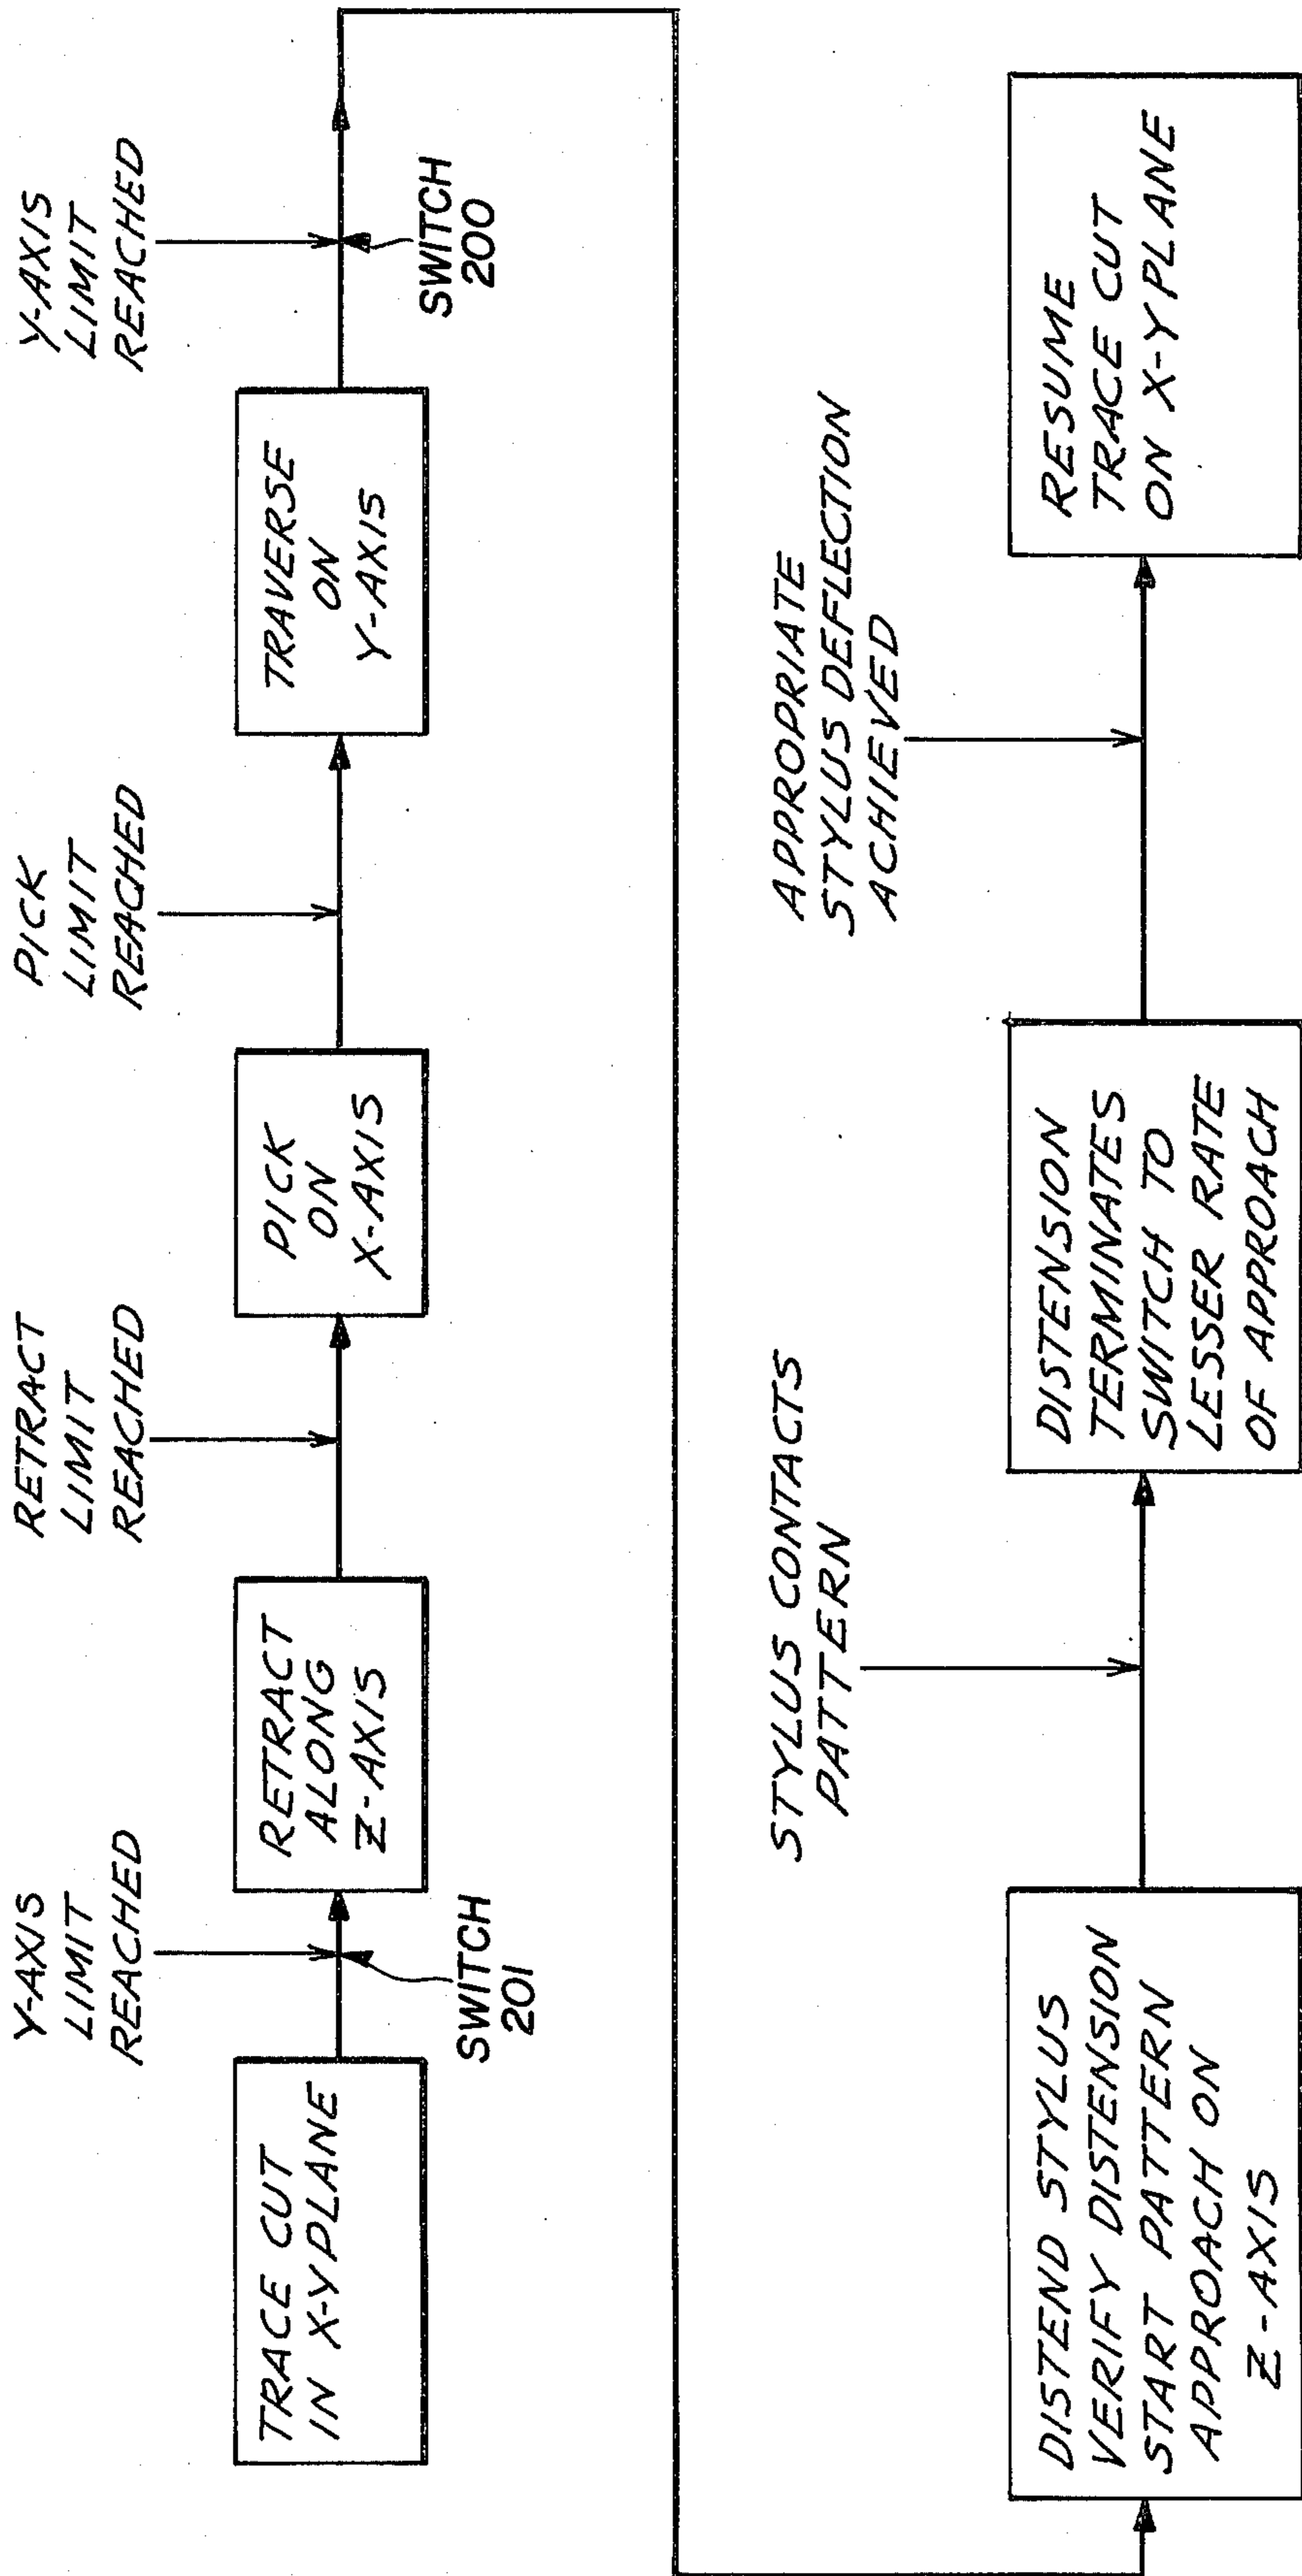 Y-AXIS
LIMIT
REACHED
TRACE CUT
IN X-Y PLANE
SWITCH
201
RETRACT
ALONG
Z-AXIS
RETRACT
LIMIT
REACHED
PICK
ON
X-AXIS
PICK
LIMIT
REACHED
TRAVERSE
ON
Y-AXIS
Y-AXIS
LIMIT
REACHED
SWITCH
200
DISTEND STYLUS
VERIFY DISTENSION
START PATTERN
APPROACH ON
Z-AXIS
STYLUS CONTACTS
PATTERN
DISTENSION
TERMINATES
SWITCH TO
LESSER RATE
OF APPROACH
APPROPRIATE
STYLUS DEFLECTION
ACHIEVED
RESUME
TRACE CUT
ON X-Y PLANE